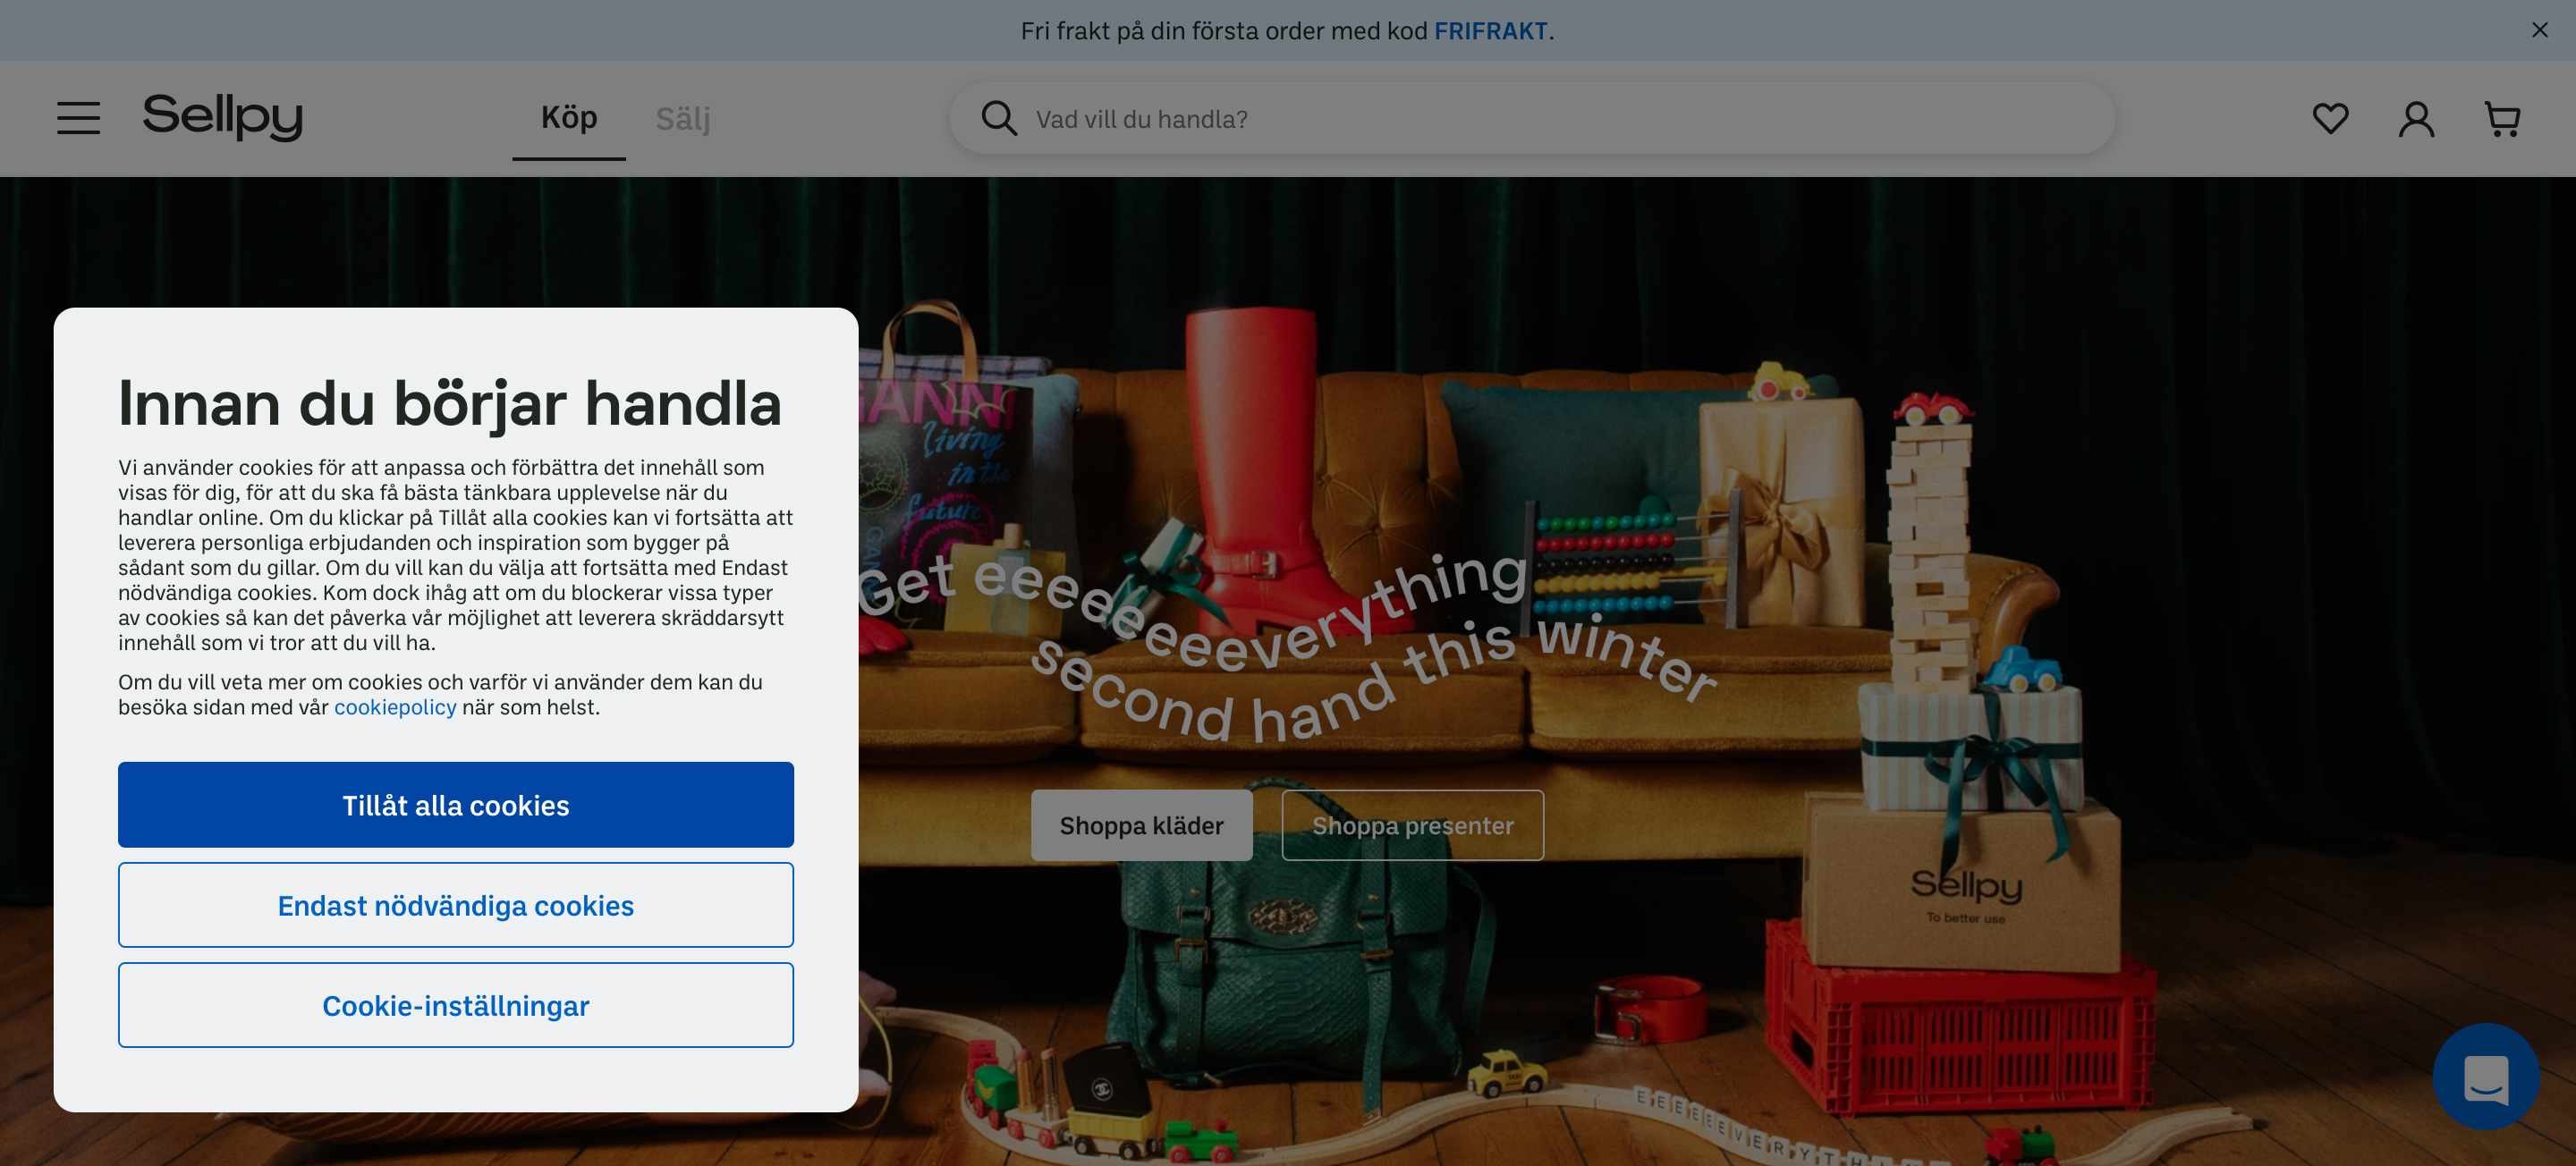 Fri frakt på din första order med kod FRIFRAKT.
Sellpy
Köp
Sälj
Vad vill du handla?
Innan du börjar handla
Vi använder cookies för att anpassa och förbättra det innehåll som
visas för dig, för att du ska få bästa tänkbara upplevelse när du
handlar online. Om du klickar på Tillåt alla cookies kan vi fortsätta att
leverera personliga erbjudanden och inspiration som bygger på
sådant som du gillar. Om du vill kan du välja att fortsätta med Endast
nödvändiga cookies. Kom dock ihåg att om du blockerar vissa typer
av cookies så kan det påverka vår möjlighet att leverera skräddarsytt
innehåll som vi tror att du vill ha.
Om du vill veta mer om cookies och varför vi använder dem kan du
besöka sidan med vår cookiepolicy när som helst.
Tillåt alla cookies
Endast nödvändiga cookies
Cookie-inställningar
GANNI
living
in the
future
Get eeeeeeeeverything
second hand this winter
Shoppa kläder
Shoppa presenter
Sellpy
To better use
TAXI